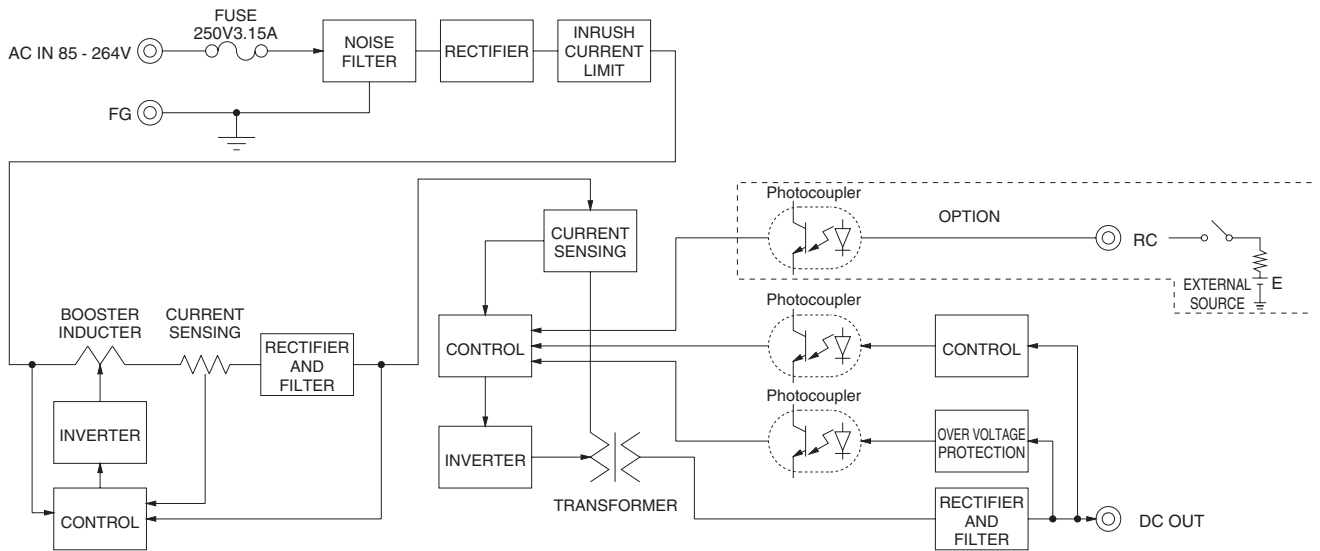 FUSE
250V3.15A
AC IN 85 - 264V
NOISE
FILTER
RECTIFIER
INRUSH
CURRENT
LIMIT
FG
Photocoupler
OPTION
RC
EXTERNAL
SOURCE
E
CURRENT
SENSING
BOOSTER
INDUCTER
CURRENT
SENSING
RECTIFIER
AND
FILTER
CONTROL
Photocoupler
CONTROL
Photocoupler
OVER VOLTAGE
PROTECTION
INVERTER
INVERTER
TRANSFORMER
CONTROL
RECTIFIER
AND
FILTER
DC OUT